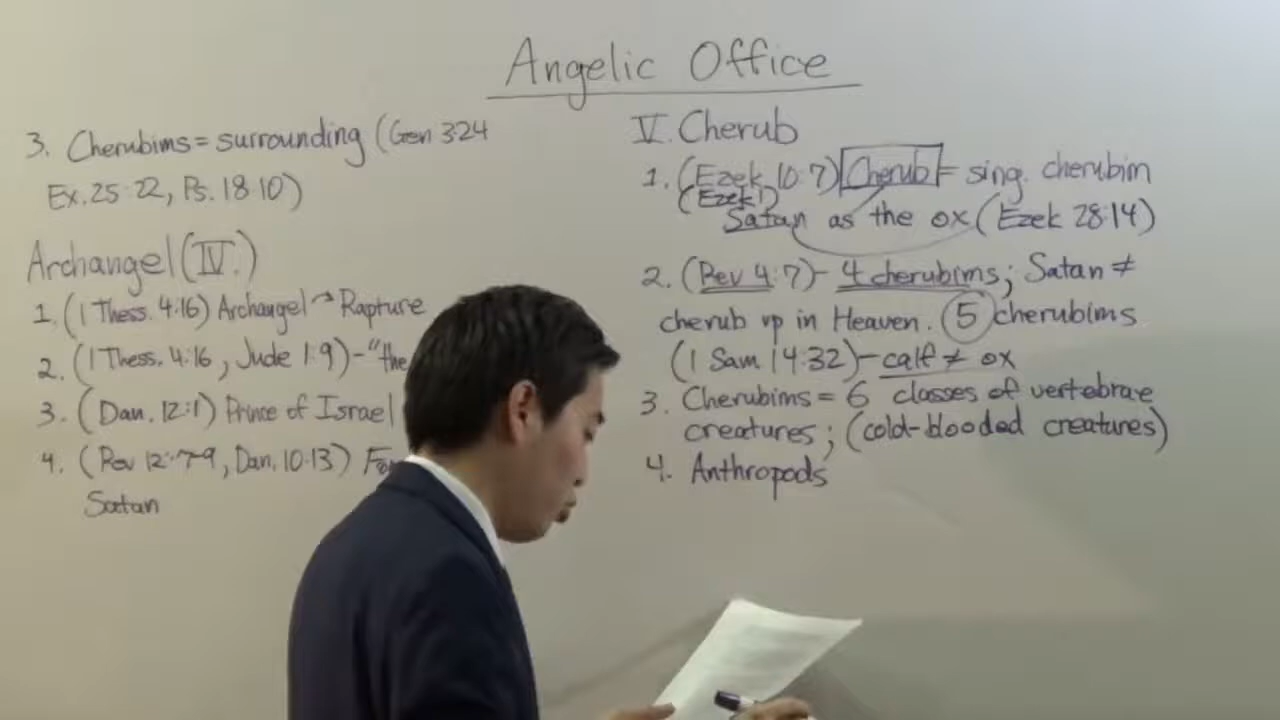 Angelic Office
3. Cherubims = surrounding (Gen 3:24
Ex. 25:22, Ps. 18:10)
Archangel (IV.)
1. (1 Thess. 4:16) Archangel → Rapture
2. (1 Thess. 4:16, Jude 1:9) - "the
3. (Dan. 12:1) Prince of Israel
4. (Rev 12:7-9, Dan. 10:13)
Satan
V. Cherub
1. (Ezek 10:7) Cherub = sing. cherubim
(Ezek 1)
Satan as the ox (Ezek 28:14)
2. (Rev 4:7) - 4 cherubims; Satan ≠
cherub up in Heaven. 5 cherubims
(1 Sam 14:32) - calf ≠ ox
3. Cherubims = 6 classes of vertebrae
creatures; (cold-blooded creatures)
4. Anthropods